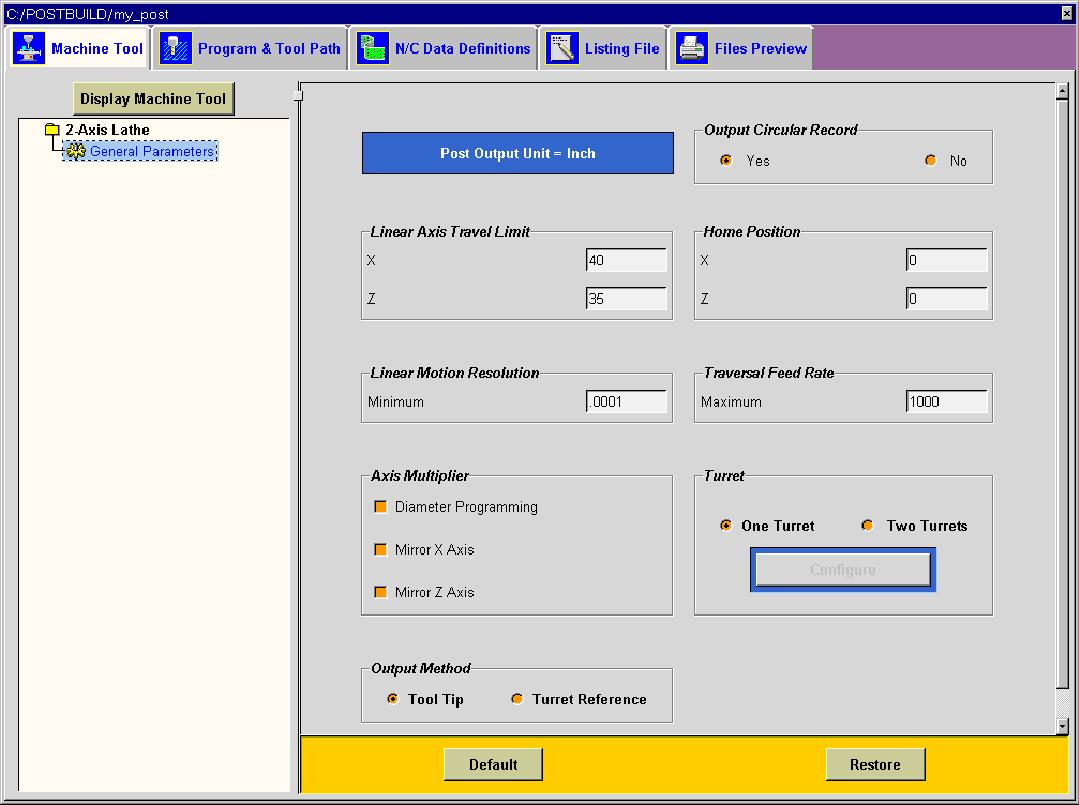 C:/POSTBUILD/my_post
Machine Tool
Program & Tool Path
N/C Data Definitions
Listing File
Files Preview
Display Machine Tool
2-Axis Lathe
General Parameters
Post Output Unit = Inch
Output Circular Record
Yes No
Linear Axis Travel Limit
X 40
Z 35
Home Position
X 0
Z 0
Linear Motion Resolution
Minimum .0001
Traversal Feed Rate
Maximum 1000
Axis Multiplier
Diameter Programming
Mirror X Axis
Mirror Z Axis
Turret
One Turret Two Turrets
Configure
Output Method
Tool Tip Turret Reference
Default Restore